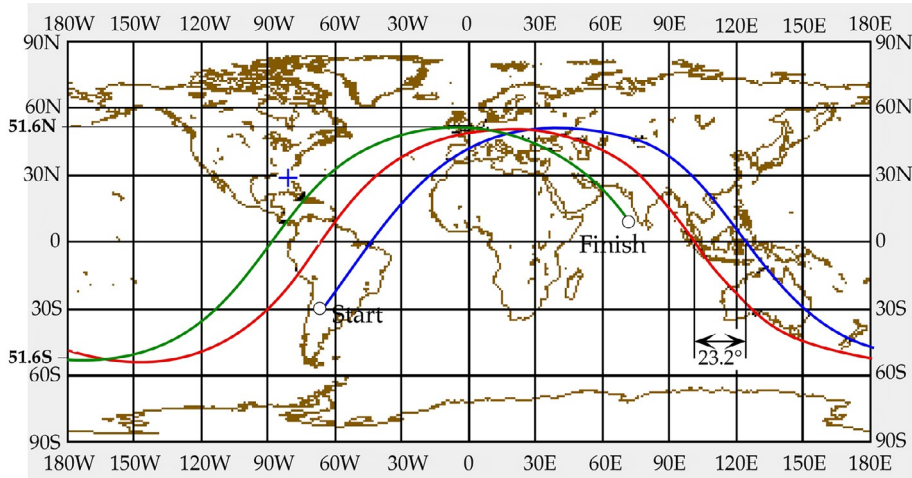 180W 150W 120W 90W 60W 30W 0 30E 60E 90E 120E 150E 180E
90N 90N
60N 60N
51.6N
30N 30N
0 0
Finish
30S 30S
Start
51.6S
23.2°
60S 60S
90S 90S
180W 150W 120W 90W 60W 30W 0 30E 60E 90E 120E 150E 180E